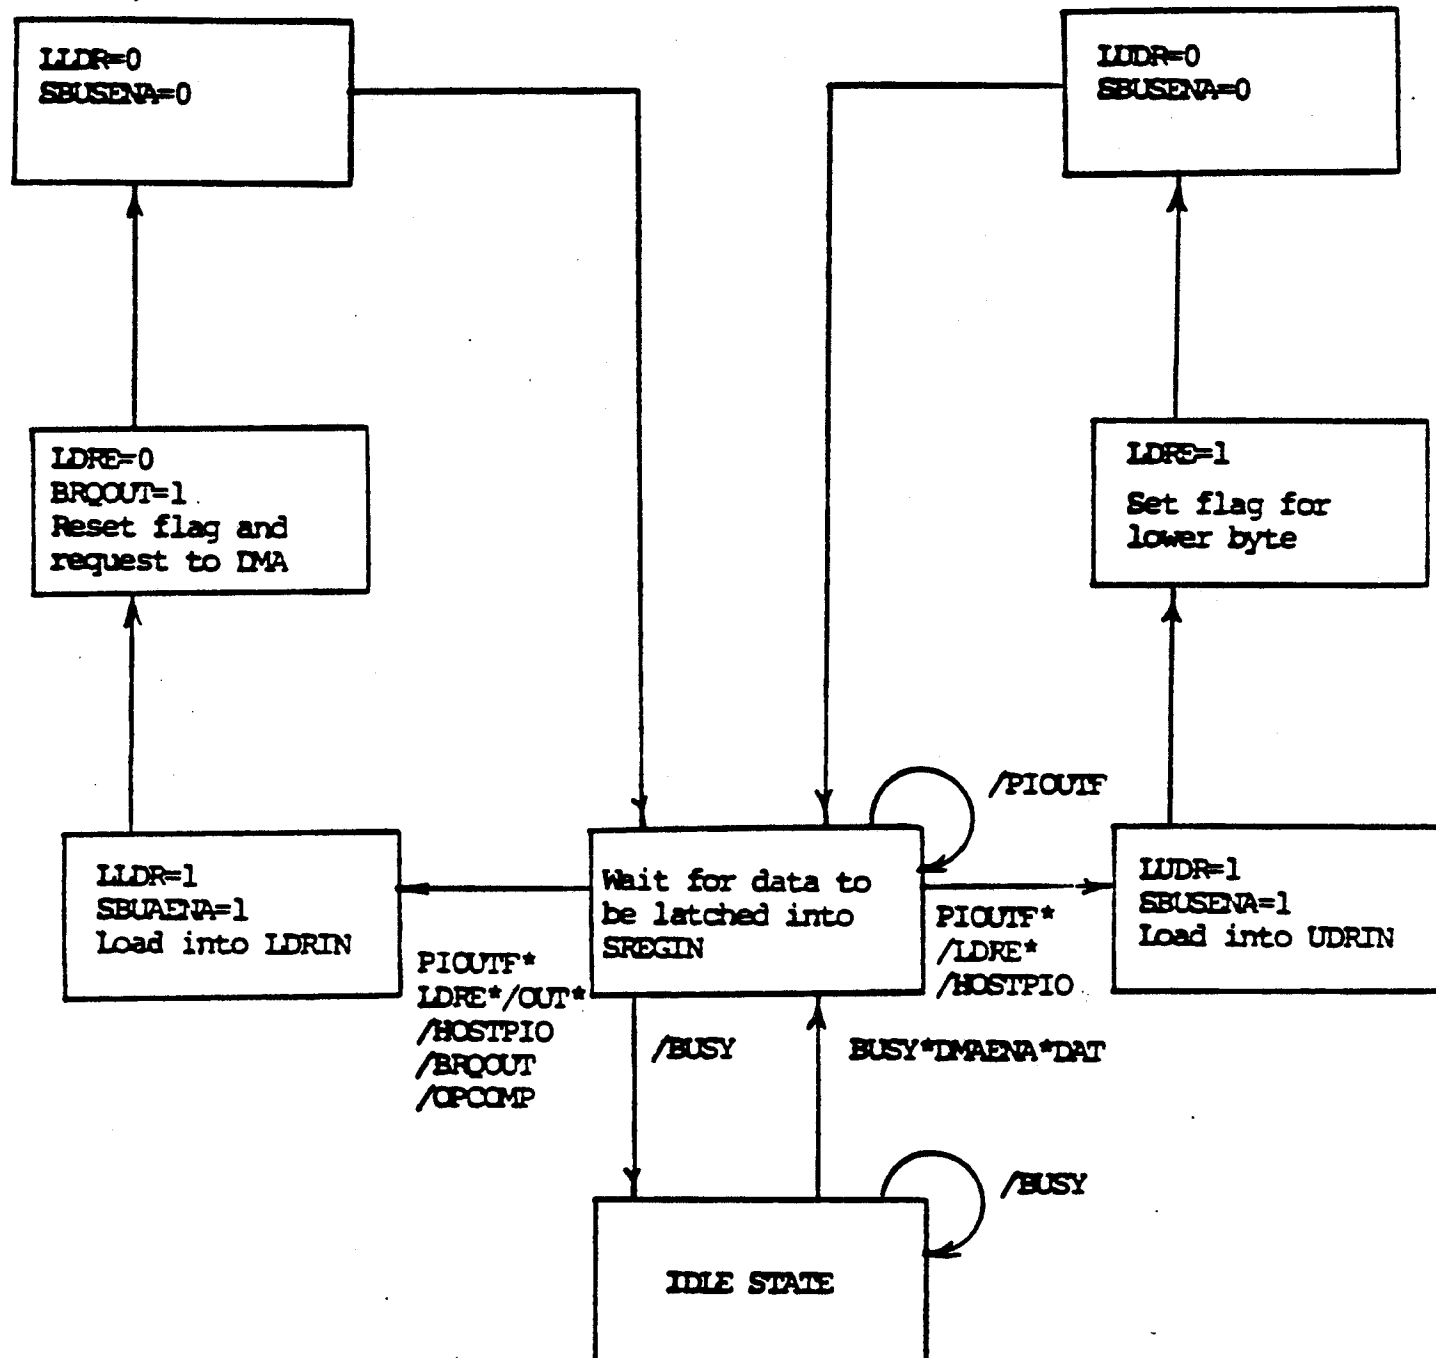 LLDR=0
SBUSENA=0
LUDR=0
SBUSENA=0
LDRE=0
BRQOUT=1
Reset flag and
request to DMA
LDRE=1
Set flag for
lower byte
/PIOUTF
LLDR=1
SBUAENA=1
Load into LDRIN
Wait for data to
be latched into
SREGIN
LUDR=1
SBUSENA=1
Load into UDRIN
PIOUTF*
LDRE*/OUT*
/HOSTPIO
/BRQOUT
/OPCOMP
PIOUTF*
/LDRE*
/HOSTPIO
/BUSY
BUSY*DMAENA*DAT
/BUSY
IDLE STATE